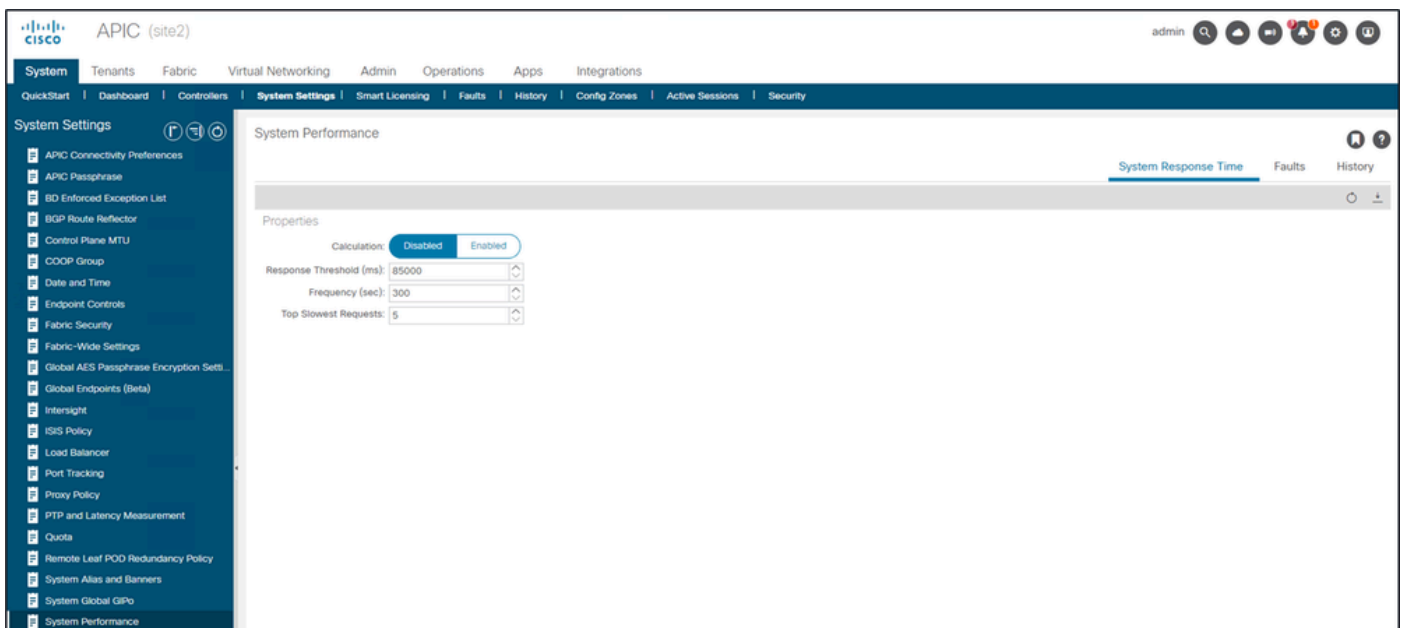 CISCO
APIC (site2)
admin
System Tenants Fabric Virtual Networking Admin Operations Apps Integrations
QuickStart | Dashboard | Controllers | System Settings | Smart Licensing | Faults | History | Config Zones | Active Sessions | Security
System Settings
APIC Connectivity Preferences
APIC Passphrase
BD Enforced Exception List
BGP Route Reflector
Control Plane MTU
COOP Group
Date and Time
Endpoint Controls
Fabric Security
Fabric-Wide Settings
Global AES Passphrase Encryption Setti...
Global Endpoints (Beta)
Intersight
ISIS Policy
Load Balancer
Port Tracking
Proxy Policy
PTP and Latency Measurement
Quota
Remote Leaf POD Redundancy Policy
System Alias and Banners
System Global GIPo
System Performance
System Performance
System Response Time Faults History
Properties
Calculation: Disabled Enabled
Response Threshold (ms): 85000
Frequency (sec): 300
Top Slowest Requests: 5